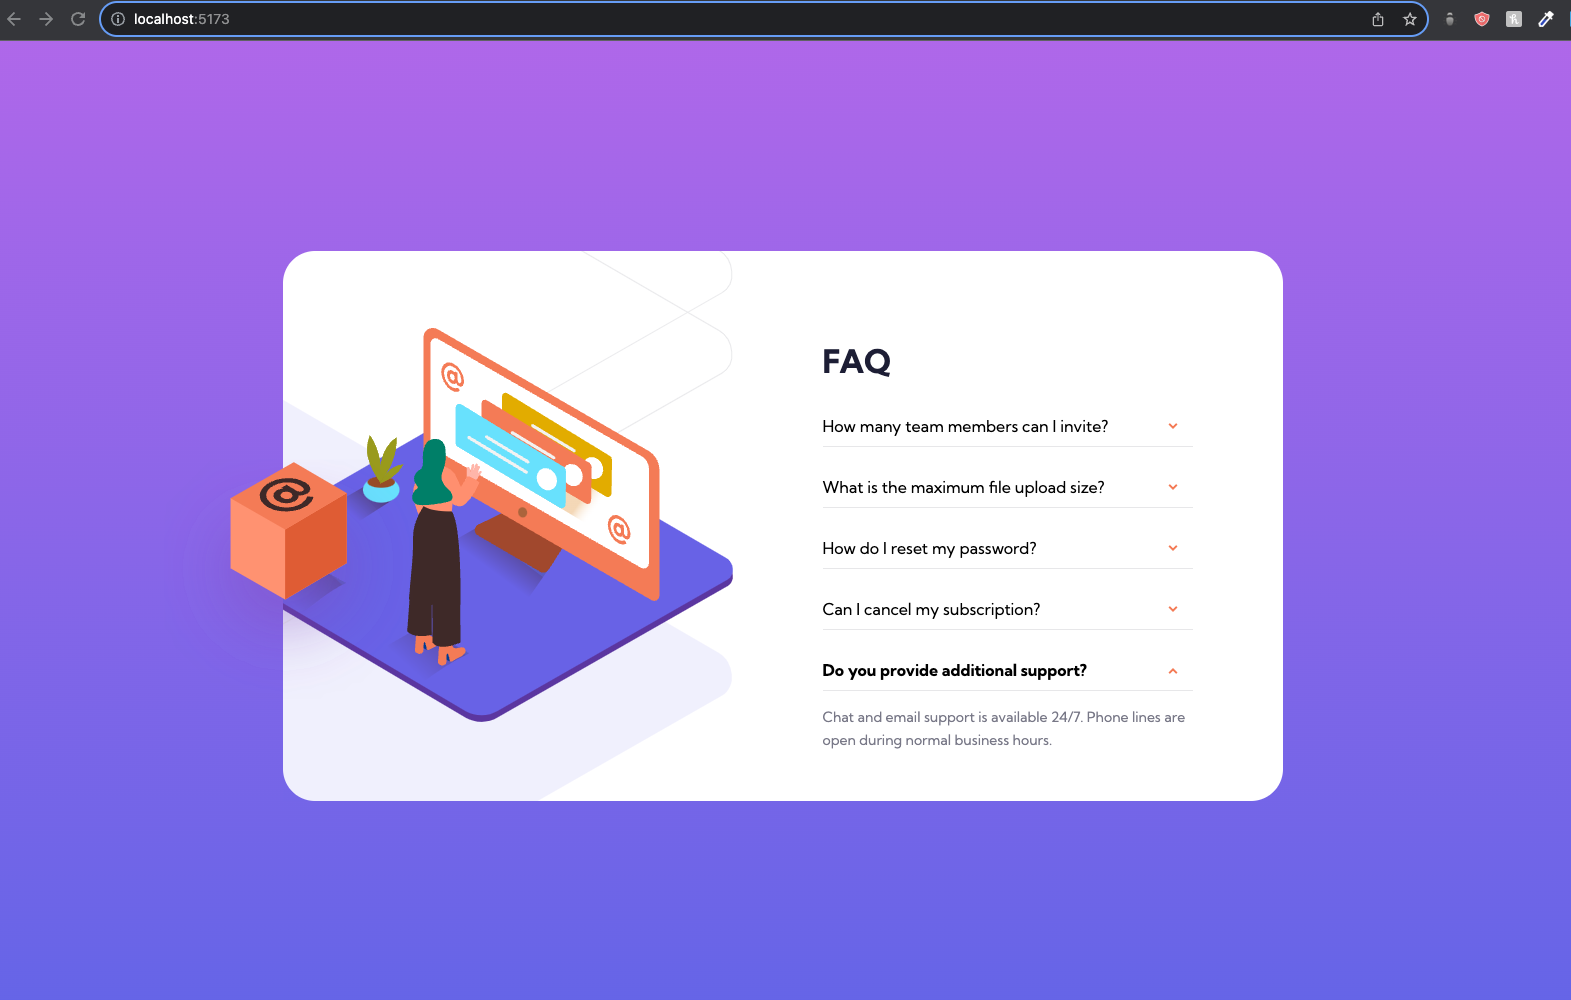 localhost:5173
@
@
@
FAQ
How many team members can I invite?
What is the maximum file upload size?
How do I reset my password?
Can I cancel my subscription?
Do you provide additional support?
Chat and email support is available 24/7. Phone lines are
open during normal business hours.